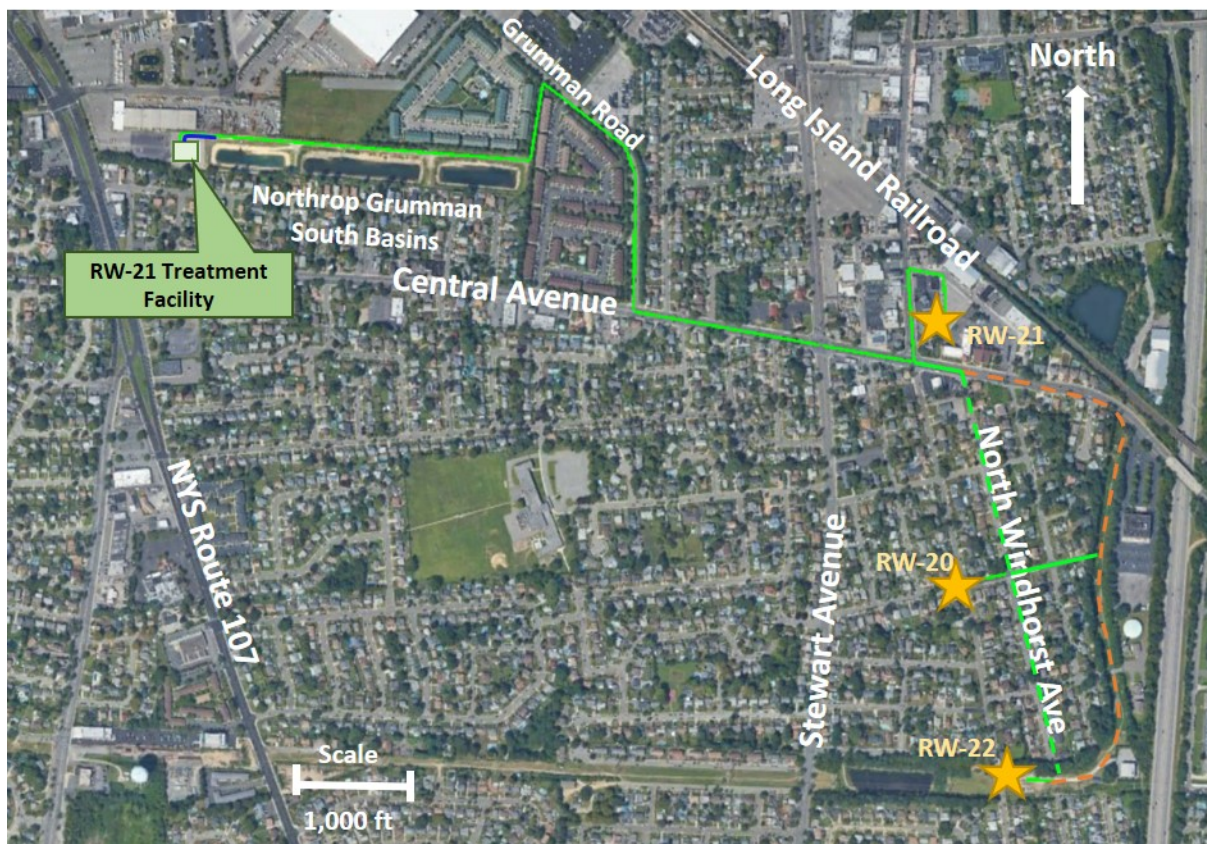 Grumman Road
Long Island Railroad
North
Northrop Grumman
South Basins
RW-21 Treatment
Facility
Central Avenue
RW-21
NYS Route 107
North Windhorst Ave
RW-20
Stewart Avenue
RW-22
Scale
1,000 ft